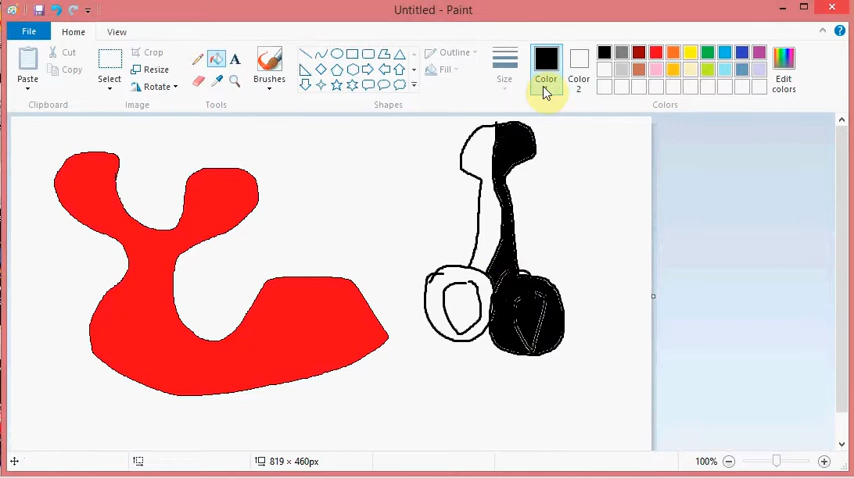 Untitled - Paint
File Home View
Paste
Cut
Copy
Clipboard
Select
Crop
Resize
Rotate
Image
A
Tools
Brushes
Outline
Fill
Shapes
Size
Color
Color
2
Edit
colors
Colors
819 × 460px
100%